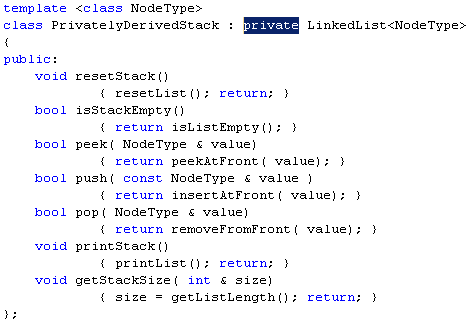 template <class NodeType>
class PrivatelyDerivedStack : private LinkedList<NodeType>
{
public:
    void resetStack()
            { resetList(); return; }
    bool isStackEmpty()
            { return isListEmpty(); }
    bool peek( NodeType & value)
            { return peekAtFront( value); }
    bool push( const NodeType & value )
            { return insertAtFront( value); }
    bool pop( NodeType & value)
            { return removeFromFront( value); }
    void printStack()
            { printList(); return; }
    void getStackSize( int & size)
            { size = getListLength(); return; }
};